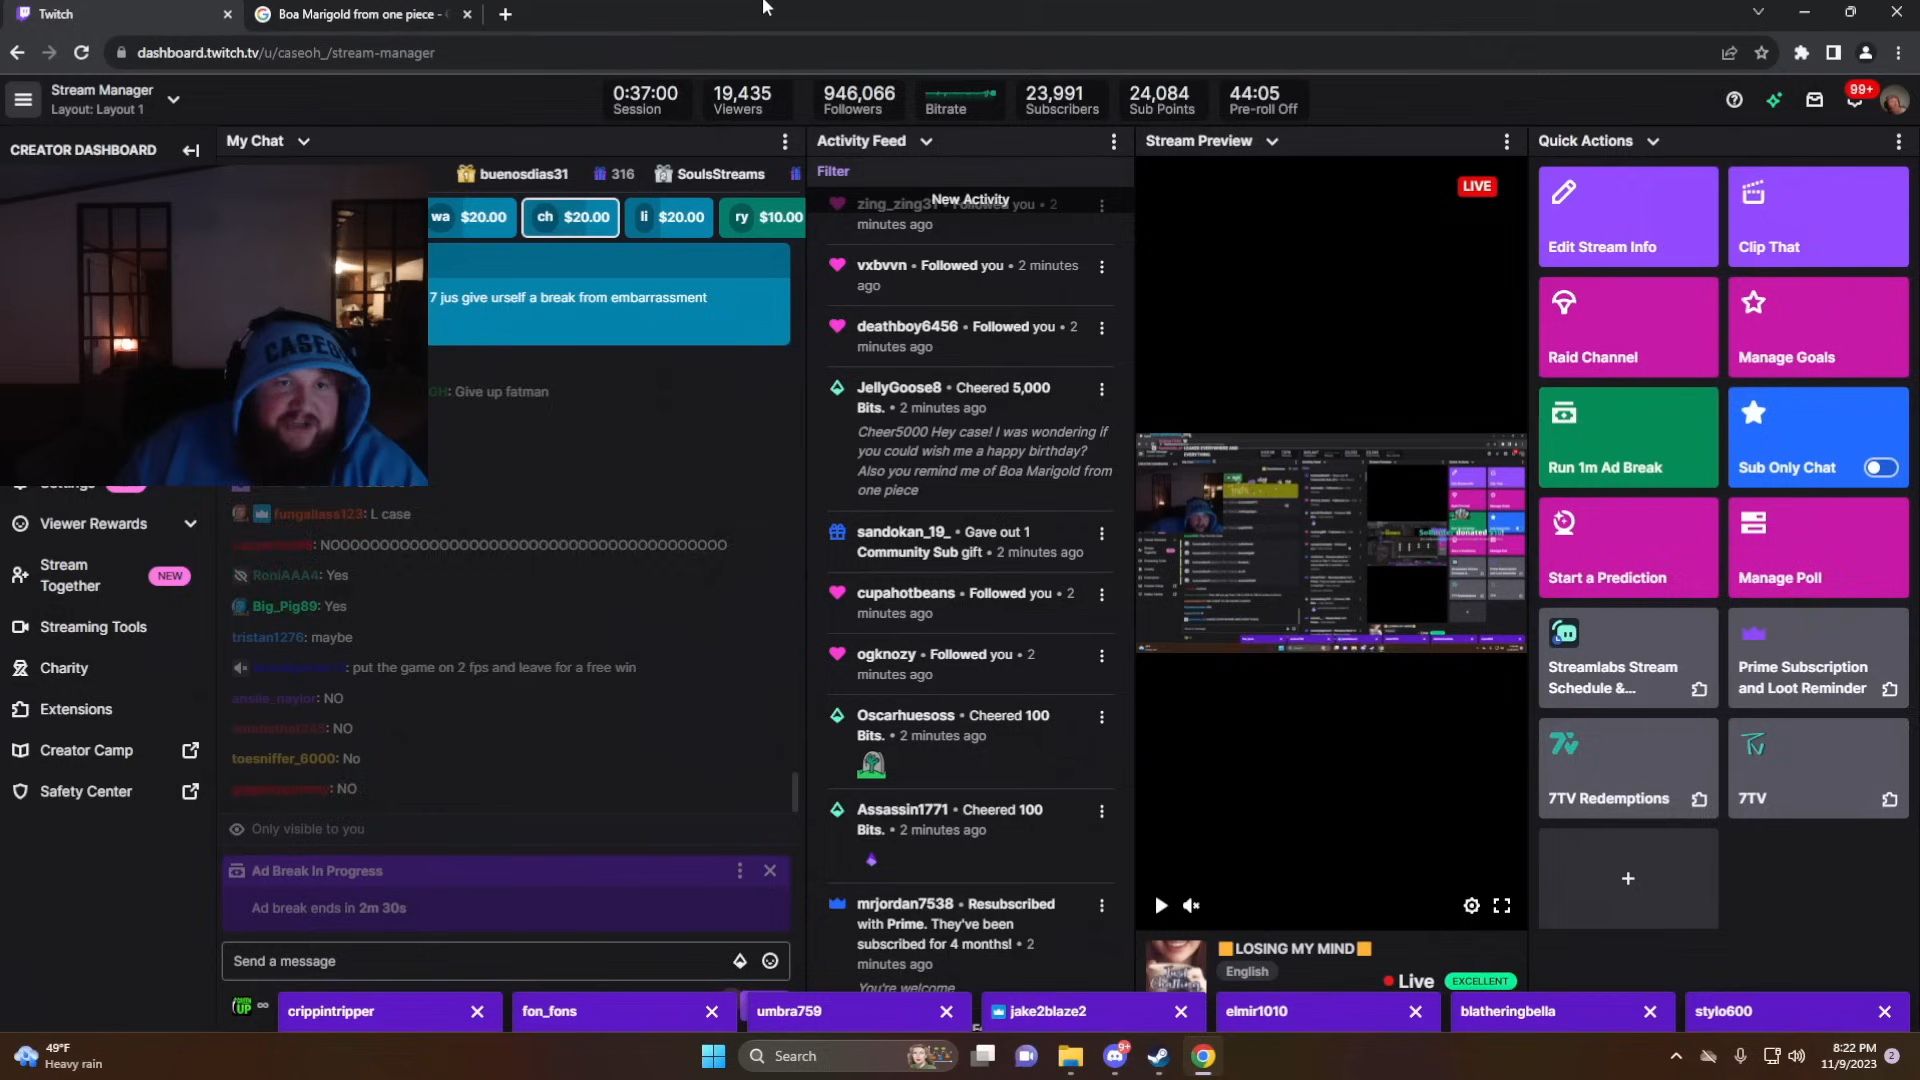 Twitch
Boa Marigold from one piece -
dashboard.twitch.tv/u/caseoh_/stream-manager
Stream Manager
Layout: Layout 1
0:37:00
Session
19,435
Viewers
946,066
Followers
Bitrate
23,991
Subscribers
24,084
Sub Points
44:05
Pre-roll Off
99+
CREATOR DASHBOARD
My Chat
buenosdias31
316
SoulsStreams
wa $20.00
ch $20.00
li $20.00
ry $10.00
7 jus give urself a break from embarrassment
CASEOH
GH: Give up fatman
fungallass123: L case
NOOOOOOOOOOOOOOOOOOOOOOOOOOOOOOOOOOOOOOOO
RoniAAA4: Yes
Big_Pig89: Yes
tristan1276: maybe
: put the game on 2 fps and leave for a free win
anslie_naylor: NO
: NO
toesniffer_6000: No
: NO
Only visible to you
Ad Break In Progress
Ad break ends in 2m 30s
Send a message
Settings
Viewer Rewards
Stream
Together
NEW
Streaming Tools
Charity
Extensions
Creator Camp
Safety Center
Activity Feed
Filter
New Activity
zing_zing31 • Followed you • 2
minutes ago
vxbvvn • Followed you • 2 minutes
ago
deathboy6456 • Followed you • 2
minutes ago
JellyGoose8 • Cheered 5,000
Bits. • 2 minutes ago
Cheer5000 Hey case! I was wondering if
you could wish me a happy birthday?
Also you remind me of Boa Marigold from
one piece
sandokan_19_ • Gave out 1
Community Sub gift • 2 minutes ago
cupahotbeans • Followed you • 2
minutes ago
ogknozy • Followed you • 2
minutes ago
Oscarhuesoss • Cheered 100
Bits. • 2 minutes ago
Assassin1771 • Cheered 100
Bits. • 2 minutes ago
mrjordan7538 • Resubscribed
with Prime. They've been
subscribed for 4 months! • 2
minutes ago
You're welcome
Stream Preview
LIVE
LOSING MY MIND
English
Live
EXCELLENT
Quick Actions
Edit Stream Info
Clip That
Raid Channel
Manage Goals
Run 1m Ad Break
Sub Only Chat
Start a Prediction
Manage Poll
Streamlabs Stream
Schedule &...
Prime Subscription
and Loot Reminder
7TV Redemptions
7TV
crippintripper
fon_fons
umbra759
jake2blaze2
elmir1010
blatheringbella
stylo600
49°F
Heavy rain
Search
9+
8:22 PM
11/9/2023
2